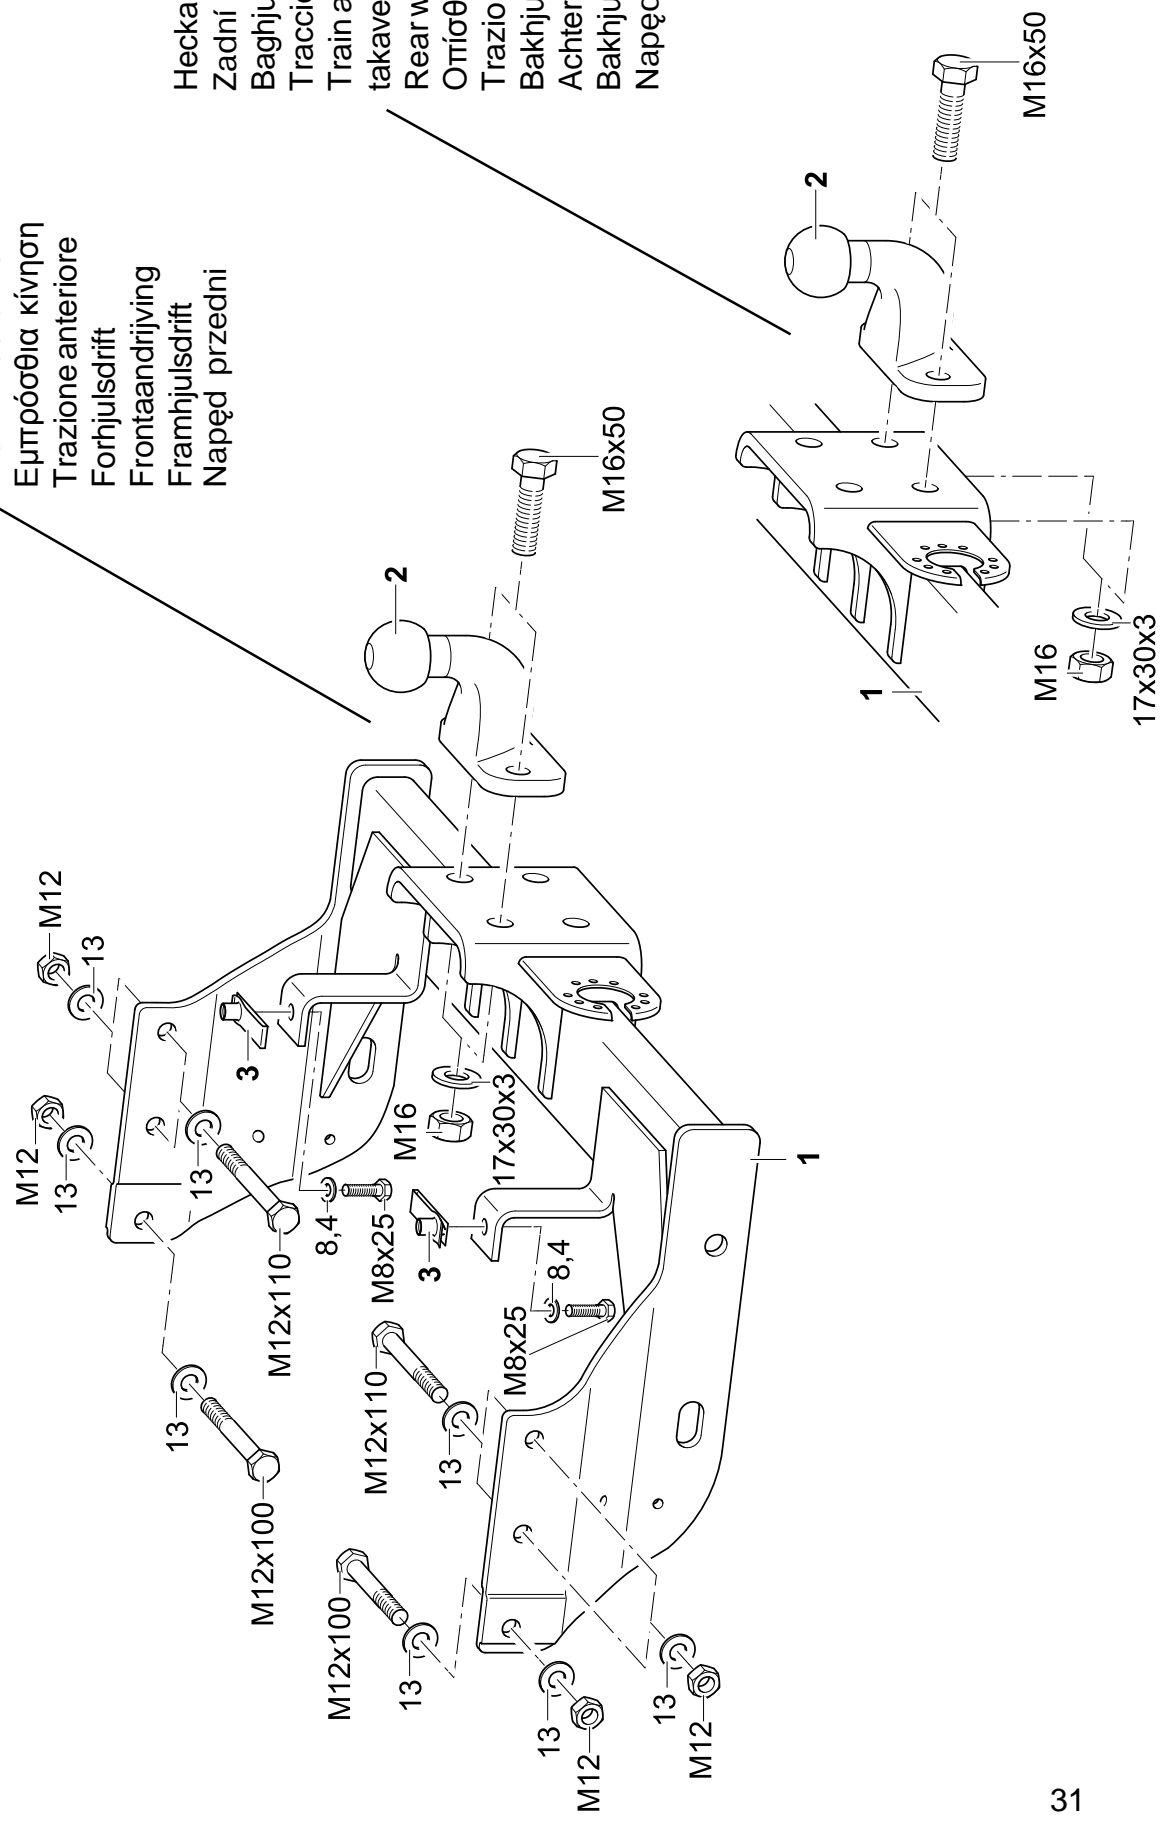 Εμπρόσθια κίνηση
Trazione anteriore
Forhjulsdrift
Frontaandrijving
Framhjulsdrift
Napęd przedni
Hecka
Zadní
Baghju
Tracció
Train a
takave
Rear w
Οπίσθ
Trazio
Bakhju
Achter
Bakhju
Napęd
M12
13
M12
13
3
13
M12x110
8,4
M8x25
13
M12x100
M16
17x30x3
2
M16x50
3
8,4
M8x25
M12x110
13
M12x100
13
13
M12
13
M12
1
2
M16x50
1
M16
17x30x3
31